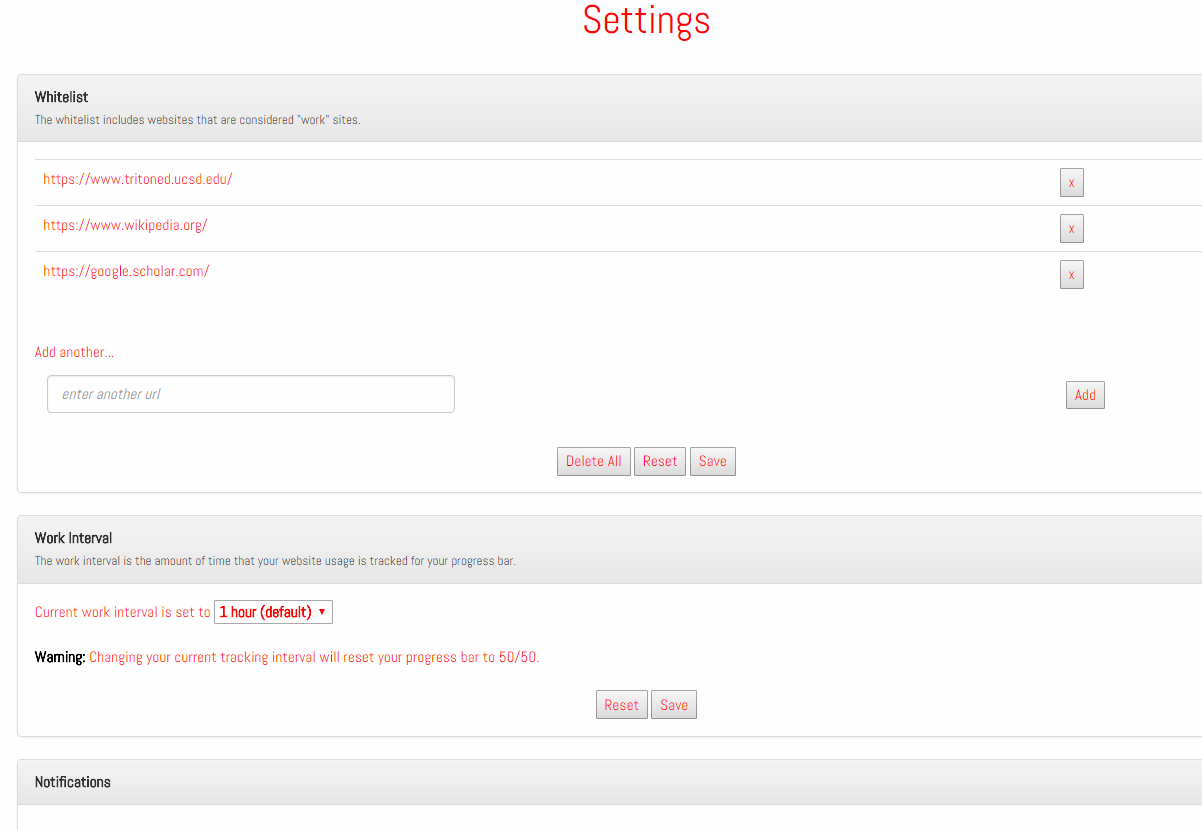 Settings
Whitelist
The whitelist includes websites that are considered "work" sites.
https://www.tritoned.ucsd.edu/ x
https://www.wikipedia.org/ x
https://google.scholar.com/ x
Add another...
enter another url Add
Delete All Reset Save
Work Interval
The work interval is the amount of time that your website usage is tracked for your progress bar.
Current work interval is set to 1 hour (default)
Warning: Changing your current tracking interval will reset your progress bar to 50/50.
Reset Save
Notifications